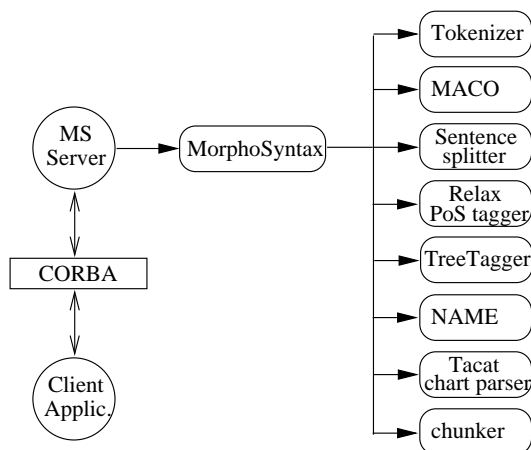 MS
Server
CORBA
Client
Applic.
MorphoSyntax
Tokenizer
MACO
Sentence
splitter
Relax
PoS tagger
TreeTagger
NAME
Tacat
chart parser
chunker